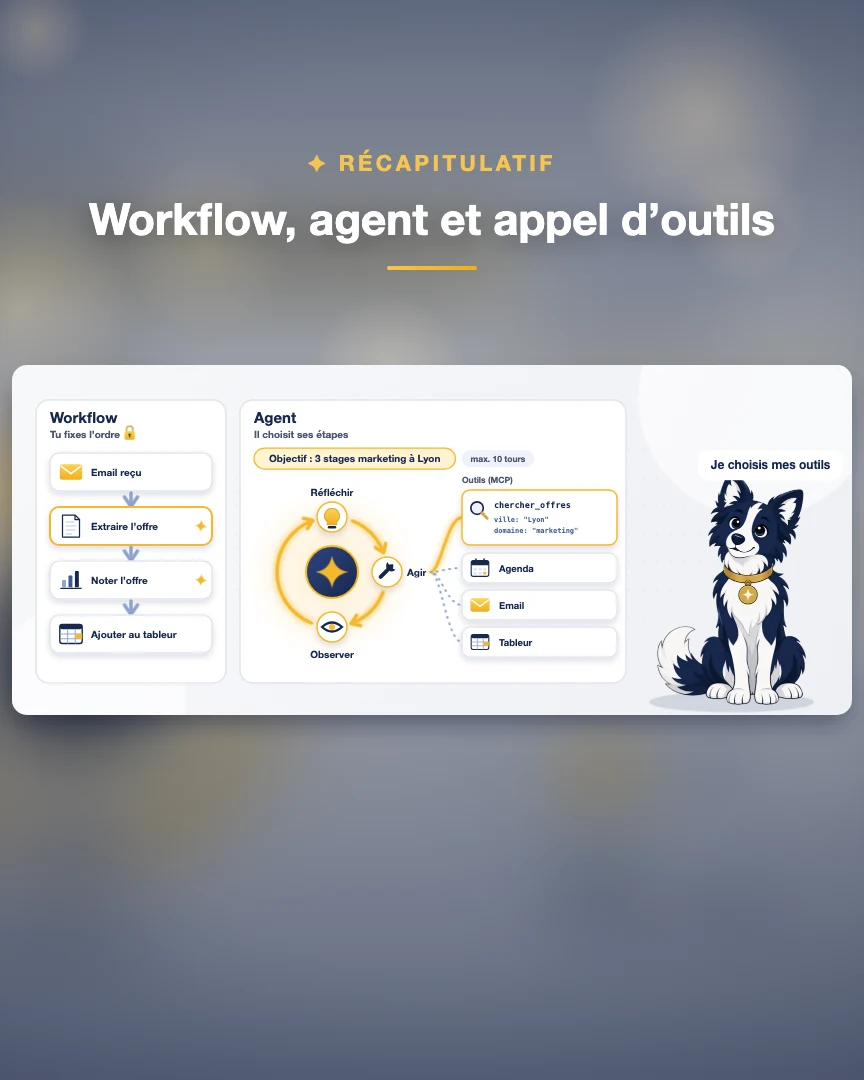 RÉCAPITULATIF
Workflow, agent et appel d’outils
Workflow
Tu fixes l’ordre
Email reçu
Extraire l’offre
Noter l’offre
Ajouter au tableur
Agent
Il choisit ses étapes
Objectif : 3 stages marketing à Lyon
max. 10 tours
Outils (MCP)
Réfléchir
Agir
Observer
chercher_offres
ville: "Lyon"
domaine: "marketing"
Agenda
Email
Tableur
Je choisis mes outils